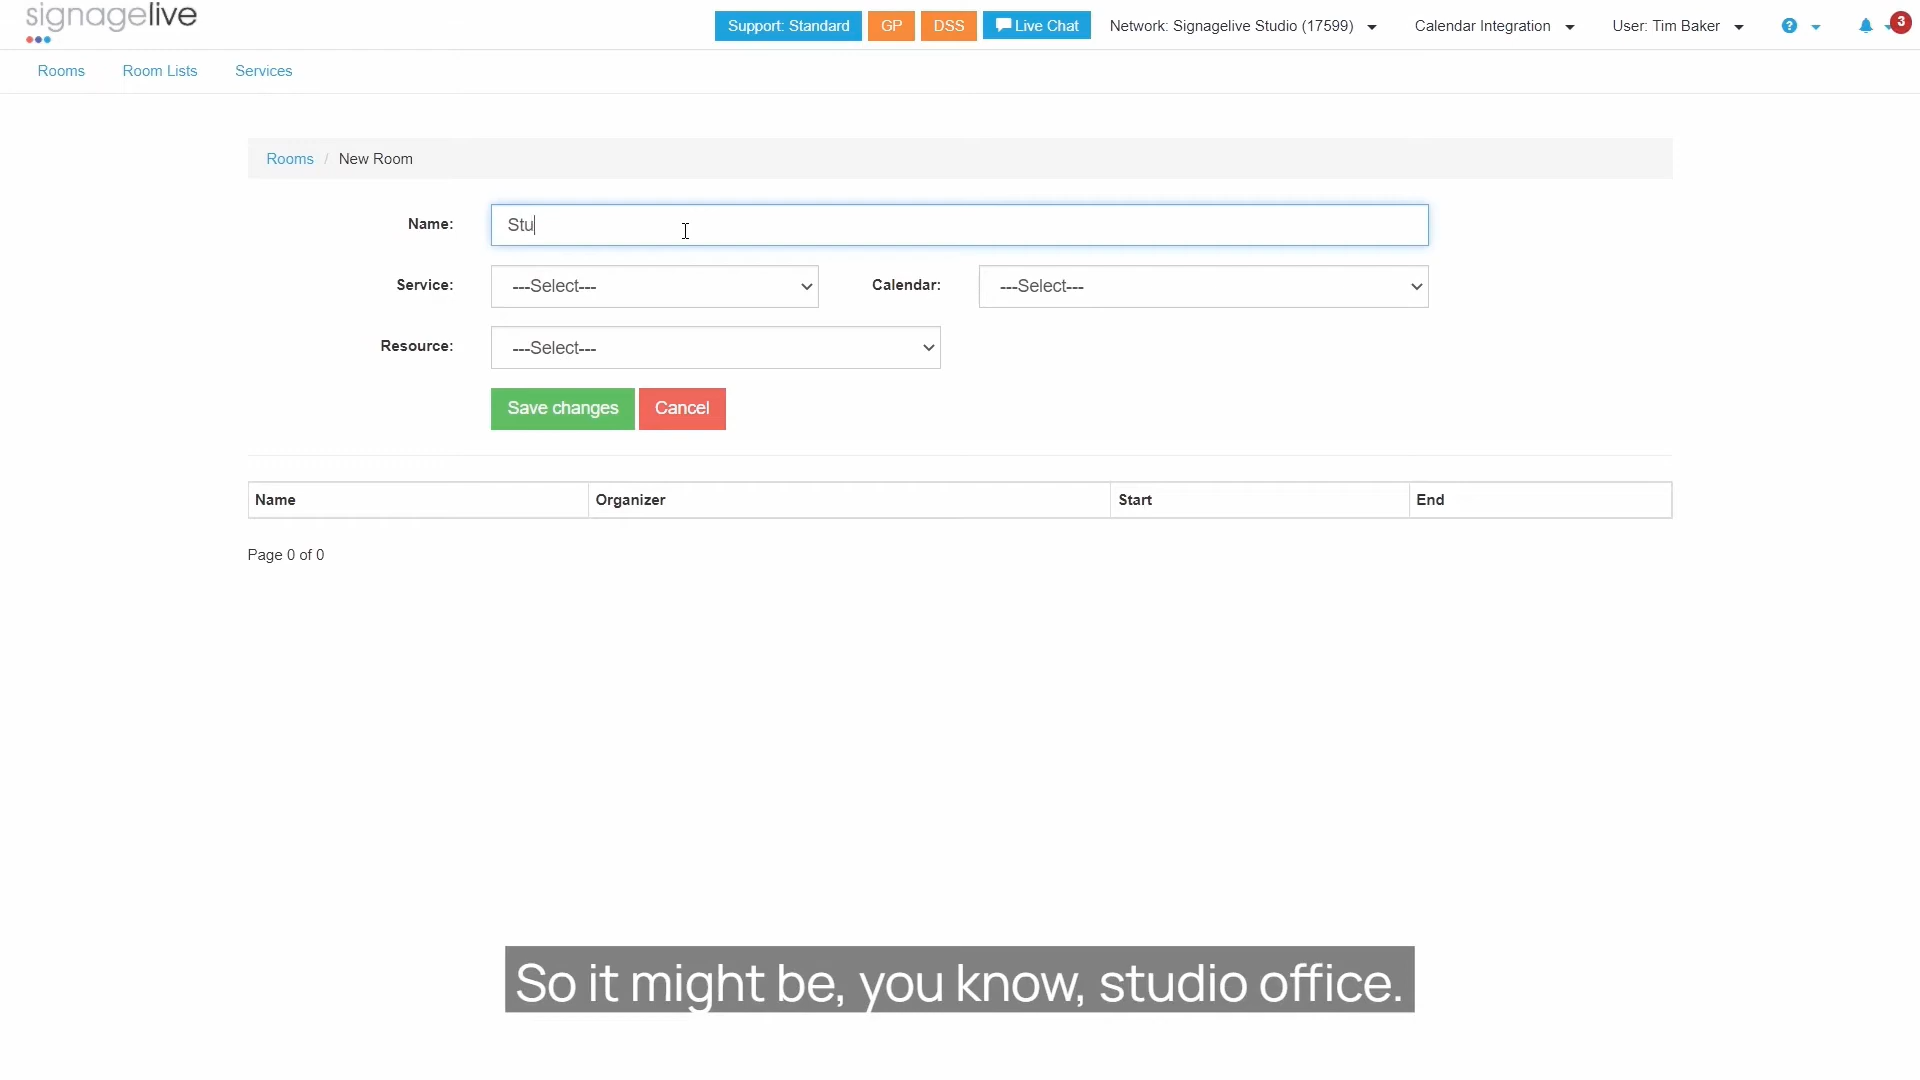 signagelive
Support: Standard GP DSS Live Chat Network: Signagelive Studio (17599) Calendar Integration User: Tim Baker ? 3
Rooms Room Lists Services
Rooms / New Room
Name: Stu
Service: ---Select--- Calendar: ---Select---
Resource: ---Select---
Save changes Cancel
Name Organizer Start End
Page 0 of 0
So it might be, you know, studio office.